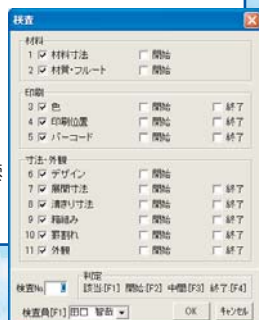 検査
材料
1 材料寸法 開始
2 材質・フルート 開始
印刷
3 色 開始 終了
4 印刷位置 開始 終了
5 バーコード 開始 終了
寸法・外観
6 デザイン 開始
7 展開寸法 開始 終了
8 溝きり寸法 開始 終了
9 箱組み 開始 終了
10 罫割れ 開始 終了
11 外観 開始 終了
検査No
判定
該当[F1] 開始[F2] 中間[F3] 終了[F4]
検査員[F1] 田口 智哉 OK キャンセル